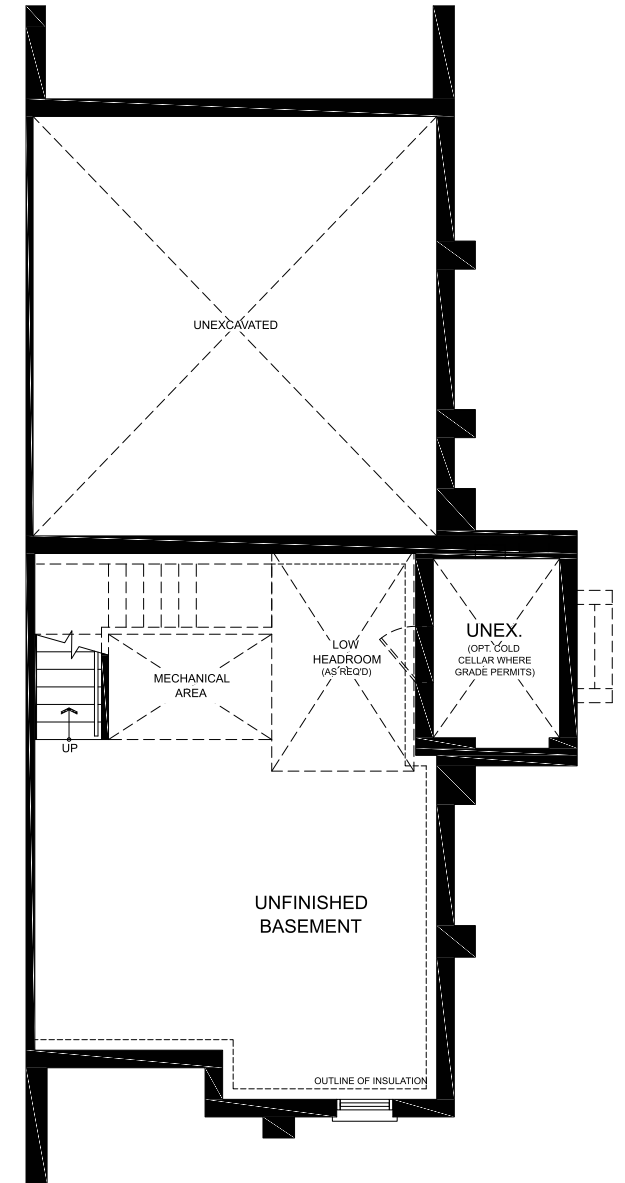 UNEXCAVATED
UNEX.
(OPT. COLD
CELLAR WHERE
GRADE PERMITS)
LOW
HEADROOM
(AS REQ'D)
MECHANICAL
AREA
UP
UNFINISHED
BASEMENT
OUTLINE OF INSULATION